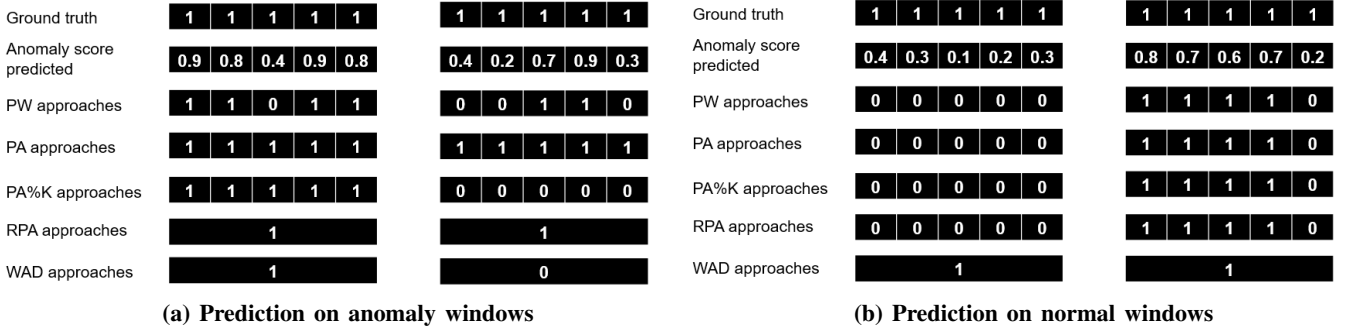 Ground truth 1 1 1 1 1 1 1 1 1 1
Anomaly score
predicted 0.9 0.8 0.4 0.9 0.8 0.4 0.2 0.7 0.9 0.3
PW approaches 1 1 0 1 1 0 0 1 1 0
PA approaches 1 1 1 1 1 1 1 1 1 1
PA%K approaches 1 1 1 1 1 0 0 0 0 0
RPA approaches 1 1
WAD approaches 1 0
(a) Prediction on anomaly windows
Ground truth 1 1 1 1 1 1 1 1 1 1
Anomaly score
predicted 0.4 0.3 0.1 0.2 0.3 0.8 0.7 0.6 0.7 0.2
PW approaches 0 0 0 0 0 1 1 1 1 0
PA approaches 0 0 0 0 0 1 1 1 1 0
PA%K approaches 0 0 0 0 0 1 1 1 1 0
RPA approaches 0 0 0 0 0 1 1 1 1 0
WAD approaches 1 1
(b) Prediction on normal windows